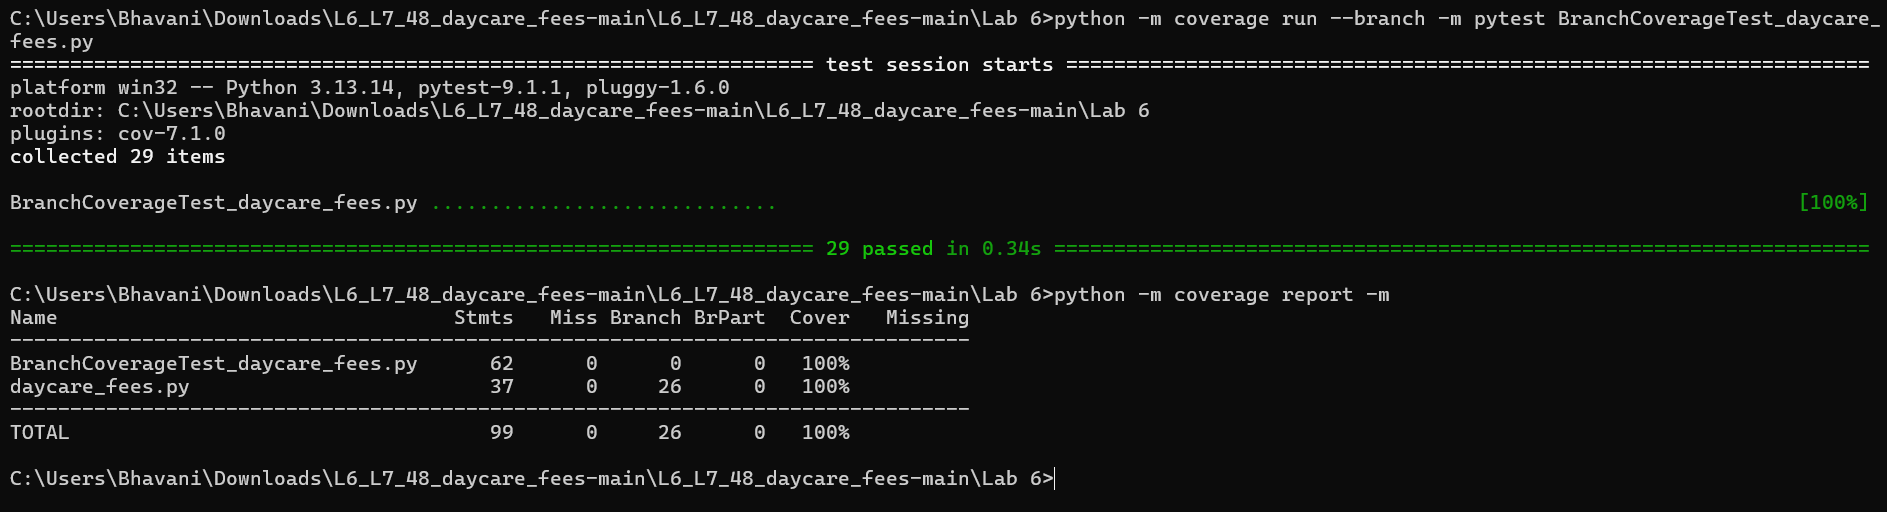 C:\Users\Bhavani\Downloads\L6_L7_48_daycare_fees-main\L6_L7_48_daycare_fees-main\Lab 6>python -m coverage run --branch -m pytest BranchCoverageTest_daycare_
fees.py
=================================================================== test session starts ===================================================================
platform win32 -- Python 3.13.14, pytest-9.1.1, pluggy-1.6.0
rootdir: C:\Users\Bhavani\Downloads\L6_L7_48_daycare_fees-main\L6_L7_48_daycare_fees-main\Lab 6
plugins: cov-7.1.0
collected 29 items
BranchCoverageTest_daycare_fees.py ............................. [100%]
=================================================================== 29 passed in 0.34s ====================================================================
C:\Users\Bhavani\Downloads\L6_L7_48_daycare_fees-main\L6_L7_48_daycare_fees-main\Lab 6>python -m coverage report -m
Name                                 Stmts   Miss Branch BrPart  Cover   Missing
--------------------------------------------------------------------------------
BranchCoverageTest_daycare_fees.py      62      0      0      0   100%
daycare_fees.py                         37      0     26      0   100%
--------------------------------------------------------------------------------
TOTAL                                   99      0     26      0   100%
C:\Users\Bhavani\Downloads\L6_L7_48_daycare_fees-main\L6_L7_48_daycare_fees-main\Lab 6>